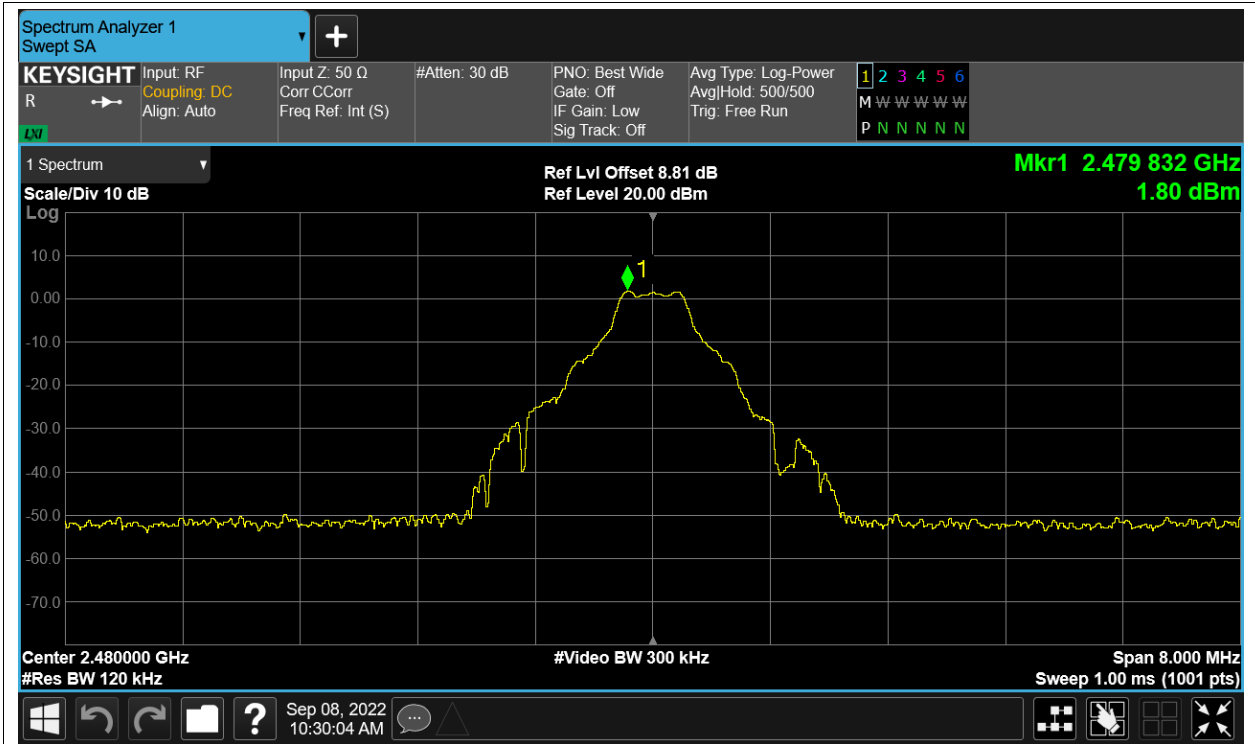 Spectrum Analyzer 1
Swept SA
KEYSIGHT
R
LXI
Input: RF
Coupling: DC
Align: Auto
Input Z: 50 Ω
Corr CCorr
Freq Ref: Int (S)
#Atten: 30 dB
PNO: Best Wide
Gate: Off
IF Gain: Low
Sig Track: Off
Avg Type: Log-Power
Avg|Hold: 500/500
Trig: Free Run
1 2 3 4 5 6
M W W W W W
P N N N N N
1 Spectrum
Scale/Div 10 dB
Log
Ref Lvl Offset 8.81 dB
Ref Level 20.00 dBm
Mkr1 2.479 832 GHz
1.80 dBm
1
10.0
0.00
-10.0
-20.0
-30.0
-40.0
-50.0
-60.0
-70.0
Center 2.480000 GHz
#Res BW 120 kHz
#Video BW 300 kHz
Span 8.000 MHz
Sweep 1.00 ms (1001 pts)
?
Sep 08, 2022
10:30:04 AM